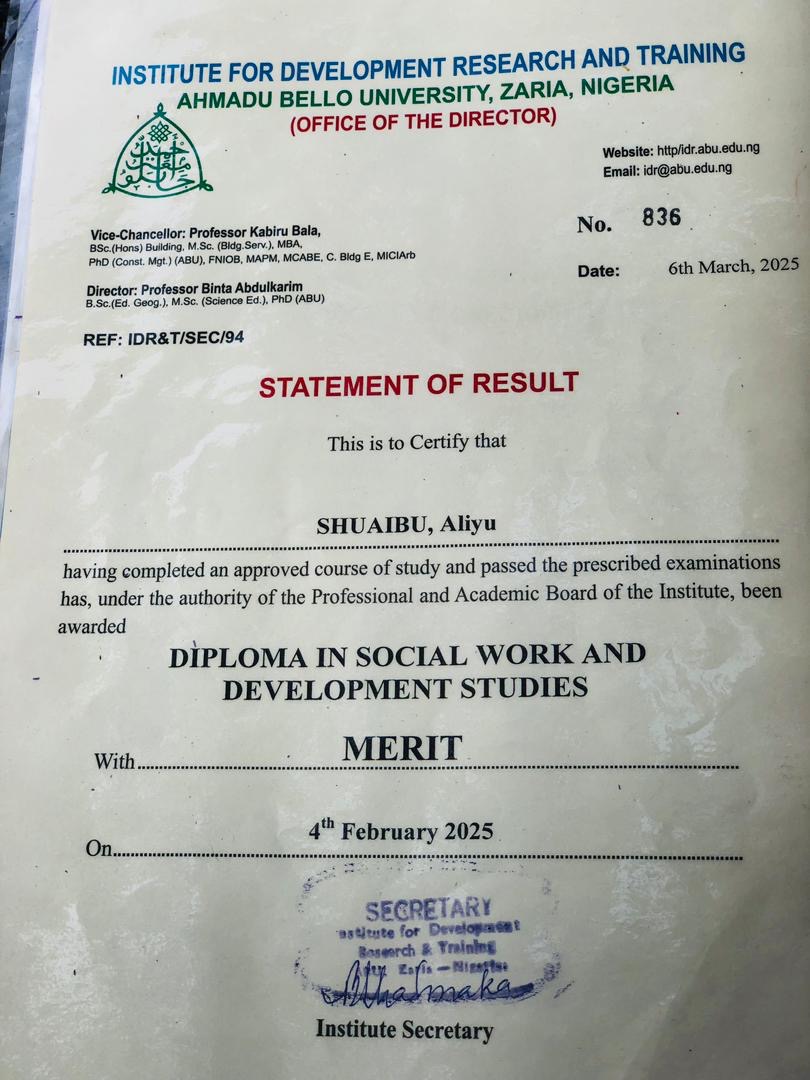 INSTITUTE FOR DEVELOPMENT RESEARCH AND TRAINING
AHMADU BELLO UNIVERSITY, ZARIA, NIGERIA
(OFFICE OF THE DIRECTOR)
Website: http/idr.abu.edu.ng
Email: idr@abu.edu.ng
Vice-Chancellor: Professor Kabiru Bala,
BSc.(Hons) Building, M.Sc. (Bldg.Serv.), MBA,
PhD (Const. Mgt.) (ABU), FNIOB, MAPM, MCABE, C. Bldg E, MICIArb
No. 836
Date: 6th March, 2025
Director: Professor Binta Abdulkarim
B.Sc.(Ed. Geog.), M.Sc. (Science Ed.), PhD (ABU)
REF: IDR&T/SEC/94
STATEMENT OF RESULT
This is to Certify that
SHUAIBU, Aliyu
having completed an approved course of study and passed the prescribed examinations
has, under the authority of the Professional and Academic Board of the Institute, been
awarded
DIPLOMA IN SOCIAL WORK AND
DEVELOPMENT STUDIES
With MERIT
On 4th February 2025
SECRETARY
Institute for Development
Research & Training
Zaria – Nigeria
Institute Secretary